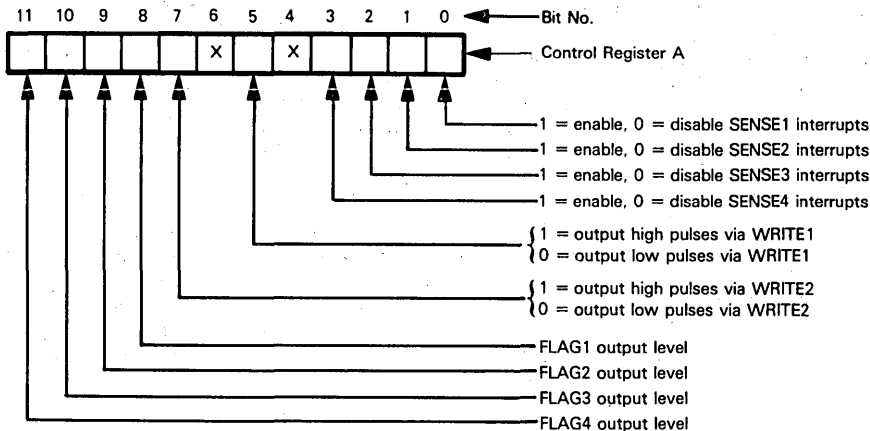 11 10 9 8 7 6 5 4 3 2 1 0 Bit No.
X X Control Register A
1 = enable, 0 = disable SENSE1 interrupts
1 = enable, 0 = disable SENSE2 interrupts
1 = enable, 0 = disable SENSE3 interrupts
1 = enable, 0 = disable SENSE4 interrupts
1 = output high pulses via WRITE1
0 = output low pulses via WRITE1
1 = output high pulses via WRITE2
0 = output low pulses via WRITE2
FLAG1 output level
FLAG2 output level
FLAG3 output level
FLAG4 output level